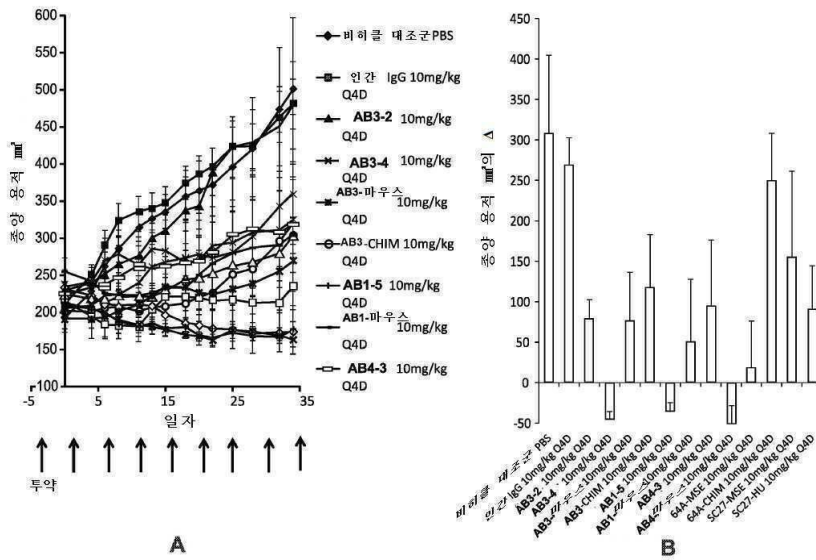 600
500
400
300
200
100
-5
5
15
25
35
종양 용적 ㎣
일자
투약
비히클 대조군PBS
인간 IgG 10mg/kg
Q4D
AB3-2 10mg/kg
Q4D
AB3-4 10mg/kg
Q4D
AB3-마우스 10mg/kg
Q4D
AB3-CHIM 10mg/kg
Q4D
AB1-5 10mg/kg
Q4D
AB1-마우스 10mg/kg
Q4D
AB4-3 10mg/kg
Q4D
A
450
400
350
300
250
200
150
100
50
0
-50
종양 용적 ㎣의 Δ
비히클 대조군 PBS
인간 IgG 10mg/kg Q4D
AB3-2 10mg/kg Q4D
AB3-4 10mg/kg Q4D
AB3-마우스 10mg/kg Q4D
AB3-CHIM 10mg/kg Q4D
AB1-5 10mg/kg Q4D
AB1-마우스 10mg/kg Q4D
AB4-3 10mg/kg Q4D
AB4-마우스 10mg/kg Q4D
64A-MSE 10mg/kg Q4D
64A-CHIM 10mg/kg Q4D
SC27-MSE 10mg/kg Q4D
SC27-HU 10mg/kg Q4D
B